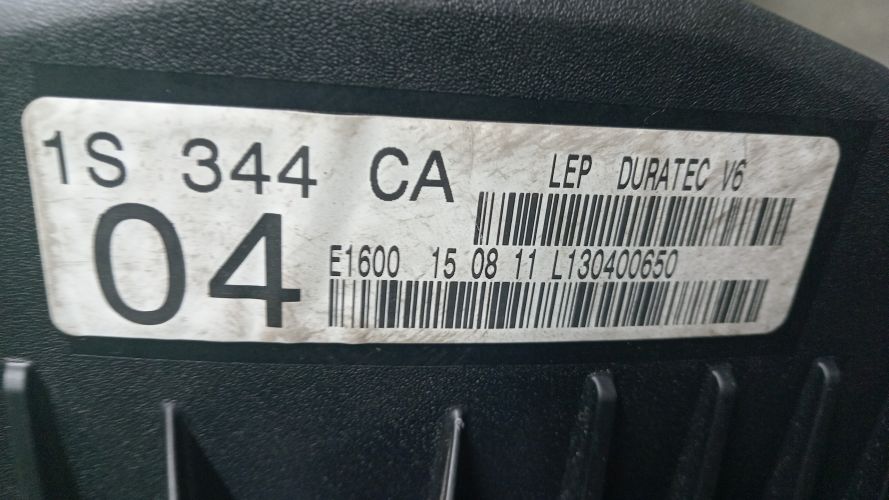 1S 344 CA
LEP DURATEC V6
04
E1600 15 08 11 L130400650